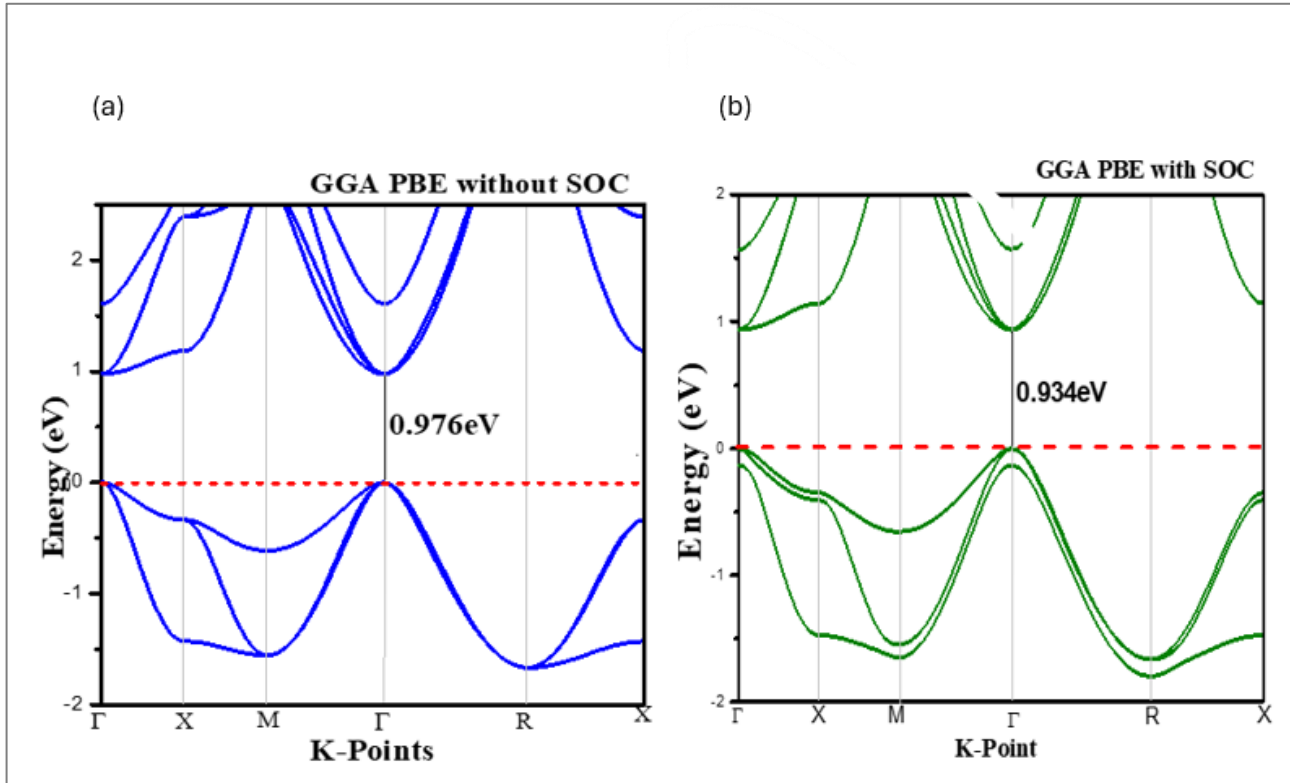 (a)
GGA PBE without SOC
Energy (eV)
2
1
0
-1
-2
0.976eV
Γ X M Γ R X
K-Points
(b)
GGA PBE with SOC
Energy (eV)
2
1
0
-1
-2
0.934eV
Γ X M Γ R X
K-Point